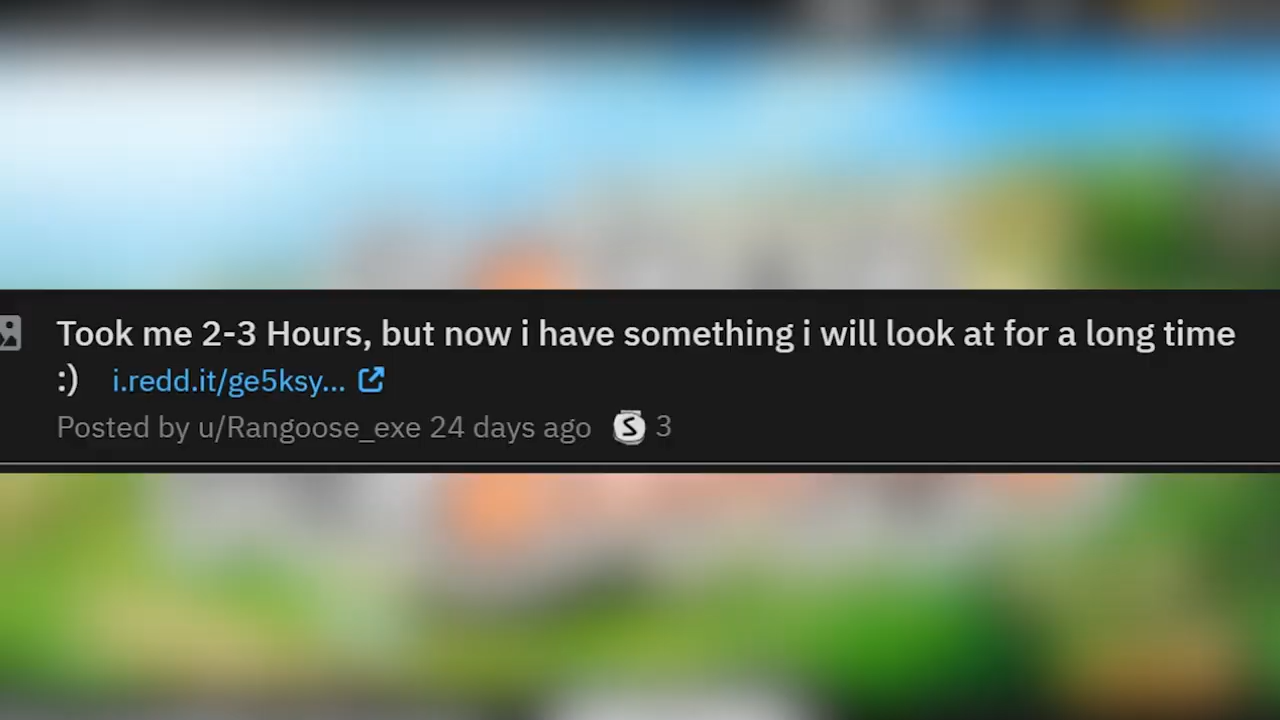 Took me 2-3 Hours, but now i have something i will look at for a long time
:) i.redd.it/ge5ksy...
Posted by u/Rangoose_exe 24 days ago S 3